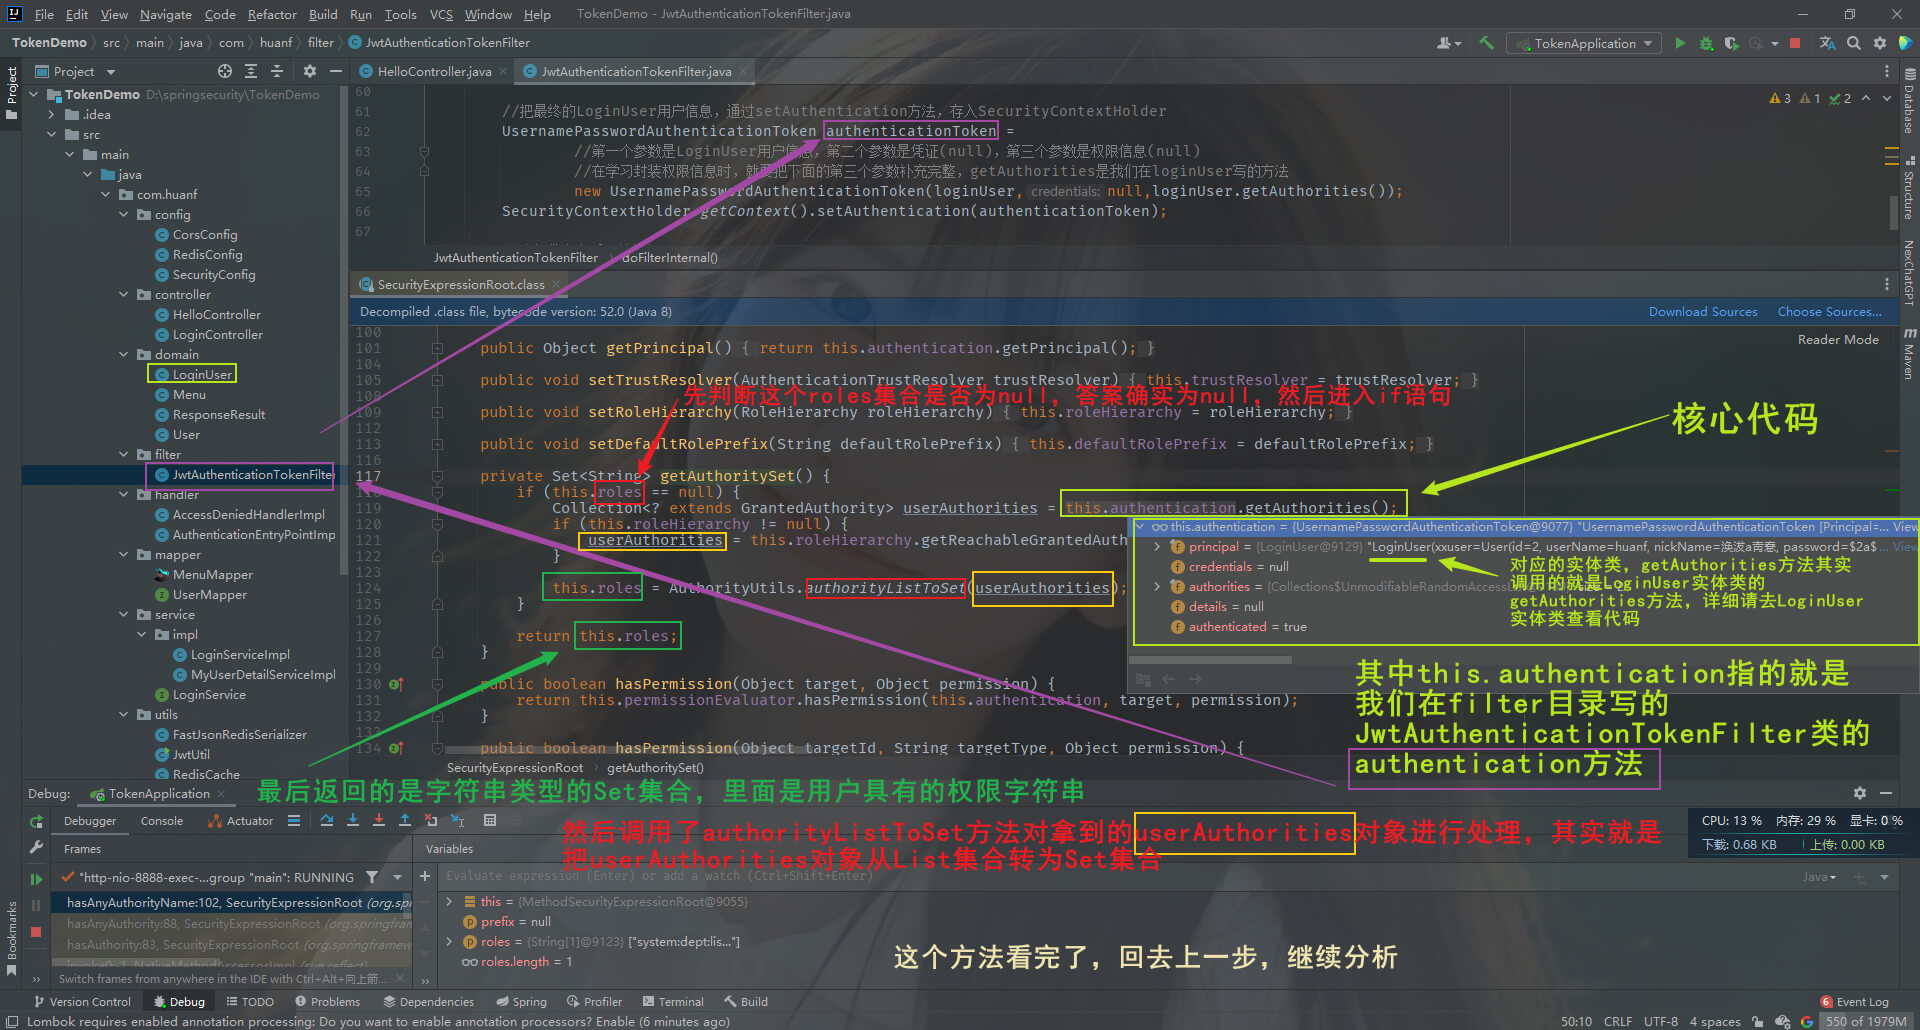 File Edit View Navigate Code Refactor Build Run Tools VCS Window Help TokenDemo - JwtAuthenticationTokenFilter.java
TokenDemo src main java com huanf filter JwtAuthenticationTokenFilter
TokenApplication
Project
HelloController.java JwtAuthenticationTokenFilter.java
TokenDemo D:\springsecurity\TokenDemo
.idea
src
main
java
com.huanf
config
CorsConfig
RedisConfig
SecurityConfig
controller
HelloController
LoginController
domain
LoginUser
Menu
ResponseResult
User
filter
JwtAuthenticationTokenFilter
handler
AccessDeniedHandlerImpl
AuthenticationEntryPointImp
mapper
MenuMapper
UserMapper
service
impl
LoginServiceImpl
MyUserDetailServiceImpl
LoginService
utils
FastJsonRedisSerializer
JwtUtil
RedisCache
Project
Bookmarks
60
61 //把最终的LoginUser用户信息，通过setAuthentication方法，存入SecurityContextHolder
62 UsernamePasswordAuthenticationToken authenticationToken =
63 //第一个参数是LoginUser用户信息，第二个参数是凭证(null)，第三个参数是权限信息(null)
64 //在学习封装权限信息时，就要把下面的第三个参数补充完整，getAuthorities是我们在loginUser写的方法
65 new UsernamePasswordAuthenticationToken(loginUser, credentials: null,loginUser.getAuthorities());
66 SecurityContextHolder.getContext().setAuthentication(authenticationToken);
67
3 1 2
JwtAuthenticationTokenFilter doFilterInternal()
SecurityExpressionRoot.class
Decompiled .class file, bytecode version: 52.0 (Java 8) Download Sources Choose Sources...
Reader Mode
100
101 public Object getPrincipal() { return this.authentication.getPrincipal(); }
104
105 public void setTrustResolver(AuthenticationTrustResolver trustResolver) { this.trustResolver = trustResolver; }
108
先判断这个roles集合是否为null，答案确实为null，然后进入if语句
109 public void setRoleHierarchy(RoleHierarchy roleHierarchy) { this.roleHierarchy = roleHierarchy; }
112
核心代码
113 public void setDefaultRolePrefix(String defaultRolePrefix) { this.defaultRolePrefix = defaultRolePrefix; }
116
117 private Set<String> getAuthoritySet() {
118 if (this.roles == null) {
119 Collection<? extends GrantedAuthority> userAuthorities = this.authentication.getAuthorities();
120 if (this.roleHierarchy != null) {
121 userAuthorities = this.roleHierarchy.getReachableGrantedAuth
122 }
124 this.roles = AuthorityUtils.authorityListToSet(userAuthorities);
125 }
126
127 return this.roles;
128 }
129
130 public boolean hasPermission(Object target, Object permission) {
131 return this.permissionEvaluator.hasPermission(this.authentication, target, permission);
132 }
134 public boolean hasPermission(Object targetId, String targetType, Object permission) {
this.authentication = {UsernamePasswordAuthenticationToken@9077} "UsernamePasswordAuthenticationToken [Principal=... View
principal = {LoginUser@9129} "LoginUser(xxuser=User(id=2, userName=huanf, nickName=涣沷a靑惷, password=$2a$... View
credentials = null
authorities = {Collections$UnmodifiableRandomAccessL
details = null
authenticated = true
对应的实体类，getAuthorities方法其实
调用的就是LoginUser实体类的
getAuthorities方法，详细请去LoginUser
实体类查看代码
其中this.authentication指的就是
我们在filter目录写的
JwtAuthenticationTokenFilter类的
authentication方法
SecurityExpressionRoot getAuthoritySet()
最后返回的是字符串类型的Set集合，里面是用户具有的权限字符串
Debug: TokenApplication
Debugger Console Actuator
然后调用了authorityListToSet方法对拿到的userAuthorities对象进行处理，其实就是
把userAuthorities对象从List集合转为Set集合
CPU: 13 % 内存: 29 % 显卡: 0 %
下载: 0.68 KB 上传: 0.00 KB
Frames Variables
"http-nio-8888-exec-...group "main": RUNNING
Evaluate expression (Enter) or add a watch (Ctrl+Shift+Enter) Java
hasAnyAuthorityName:102, SecurityExpressionRoot (org.sp
hasAnyAuthority:88, SecurityExpressionRoot (org.springfram
hasAuthority:83, SecurityExpressionRoot (org.springframew
invoke0:-1, NativeMethodAccessorImpl (sun.reflect)
Switch frames from anywhere in the IDE with Ctrl+Alt+向上箭...
this = {MethodSecurityExpressionRoot@9055}
prefix = null
roles = {String[1]@9123} ["system:dept:lis..."]
roles.length = 1
这个方法看完了，回去上一步，继续分析
Version Control Debug TODO Problems Dependencies Spring Profiler Terminal Build 6 Event Log
Lombok requires enabled annotation processing: Do you want to enable annotation processors? Enable (6 minutes ago) 50:10 CRLF UTF-8 4 spaces 550 of 1979M
Database
Structure
NexChatGPT
Maven